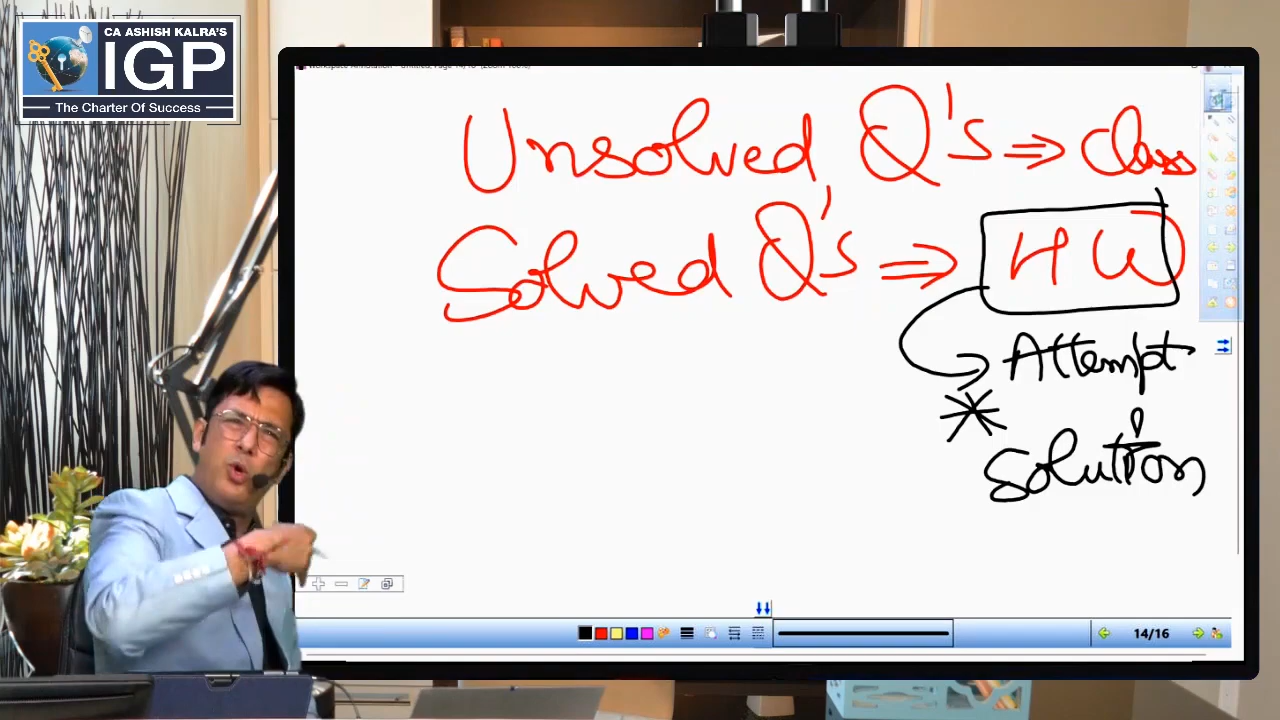 CA ASHISH KALRA'S
IGP
The Charter Of Success
Unsolved Q's ⇒ Class
Solved Q's ⇒ HW
Attempt
* Solution
14/16